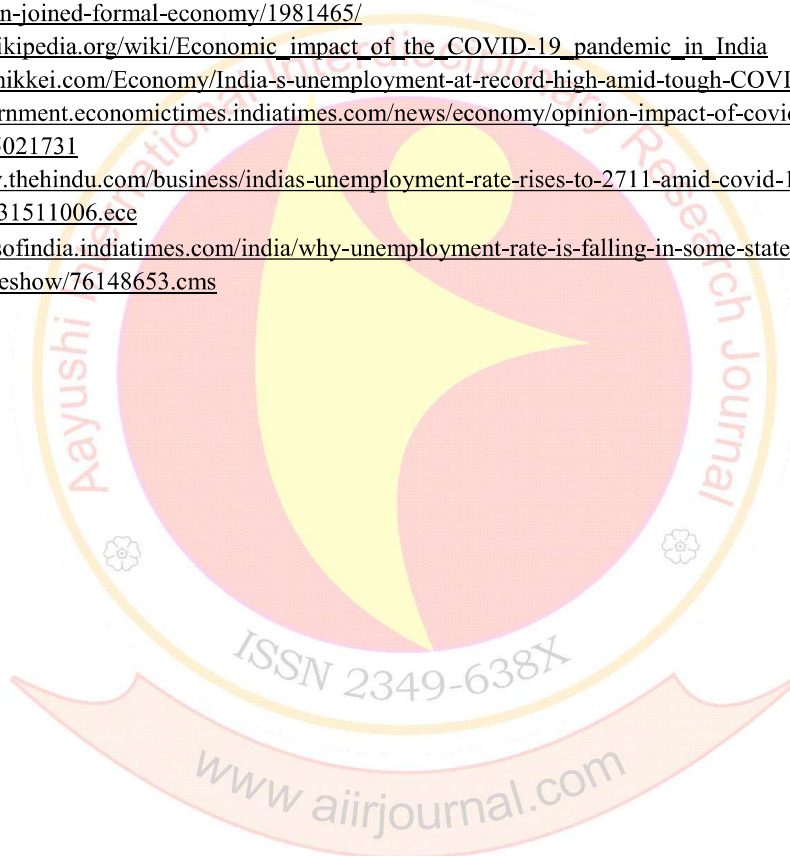 n-joined-formal-economy/1981465/
ikipedia.org/wiki/Economic_impact_of_the_COVID-19_pandemic_in_India
nikkei.com/Economy/India-s-unemployment-at-record-high-amid-tough-COVI
rnment.economictimes.indiatimes.com/news/economy/opinion-impact-of-covid
5021731
.thehindu.com/business/indias-unemployment-rate-rises-to-2711-amid-covid-1
31511006.ece
sofindia.indiatimes.com/india/why-unemployment-rate-is-falling-in-some-state
eshow/76148653.cms
Aayushi International Interdisciplinary Research Journal
ISSN 2349-638X
www aiirjournal.com